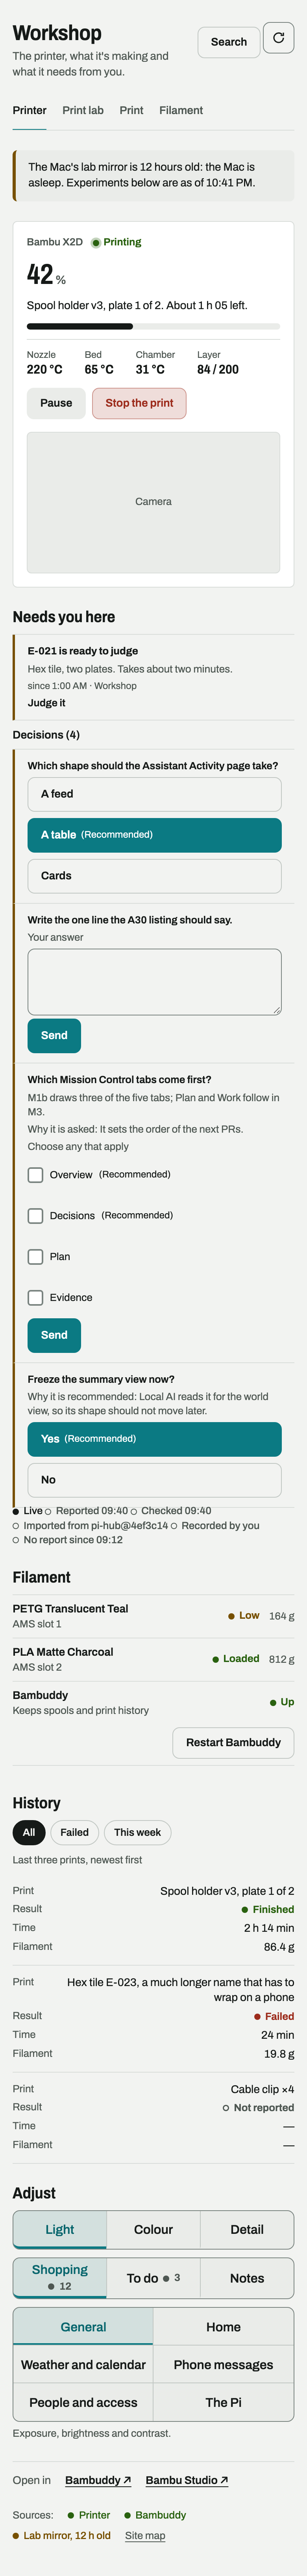 Workshop
The printer, what it's making and
what it needs from you.
Search
Printer
Print lab
Print
Filament
The Mac's lab mirror is 12 hours old: the Mac is
asleep. Experiments below are as of 10:41 PM.
Bambu X2D
Printing
42 %
Spool holder v3, plate 1 of 2. About 1 h 05 left.
Nozzle
220 °C
Bed
65 °C
Chamber
31 °C
Layer
84 / 200
Pause
Stop the print
Camera
Needs you here
E-021 is ready to judge
Hex tile, two plates. Takes about two minutes.
since 1:00 AM · Workshop
Judge it
Decisions (4)
Which shape should the Assistant Activity page take?
A feed
A table (Recommended)
Cards
Write the one line the A30 listing should say.
Your answer
Send
Which Mission Control tabs come first?
M1b draws three of the five tabs; Plan and Work follow in
M3.
Why it is asked: It sets the order of the next PRs.
Choose any that apply
Overview (Recommended)
Decisions (Recommended)
Plan
Evidence
Send
Freeze the summary view now?
Why it is recommended: Local AI reads it for the world
view, so its shape should not move later.
Yes (Recommended)
No
Live Reported 09:40 Checked 09:40
Imported from pi-hub@4ef3c14 Recorded by you
No report since 09:12
Filament
PETG Translucent Teal
AMS slot 1
Low 164 g
PLA Matte Charcoal
AMS slot 2
Loaded 812 g
Bambuddy
Keeps spools and print history
Up
Restart Bambuddy
History
All
Failed
This week
Last three prints, newest first
Print Spool holder v3, plate 1 of 2
Result Finished
Time 2 h 14 min
Filament 86.4 g
Print Hex tile E-023, a much longer name that has to
wrap on a phone
Result Failed
Time 24 min
Filament 19.8 g
Print Cable clip ×4
Result Not reported
Time —
Filament —
Adjust
Light
Colour
Detail
Shopping
12
To do 3
Notes
General
Home
Weather and calendar
Phone messages
People and access
The Pi
Exposure, brightness and contrast.
Open in Bambuddy ↗ Bambu Studio ↗
Sources: Printer Bambuddy
Lab mirror, 12 h old Site map